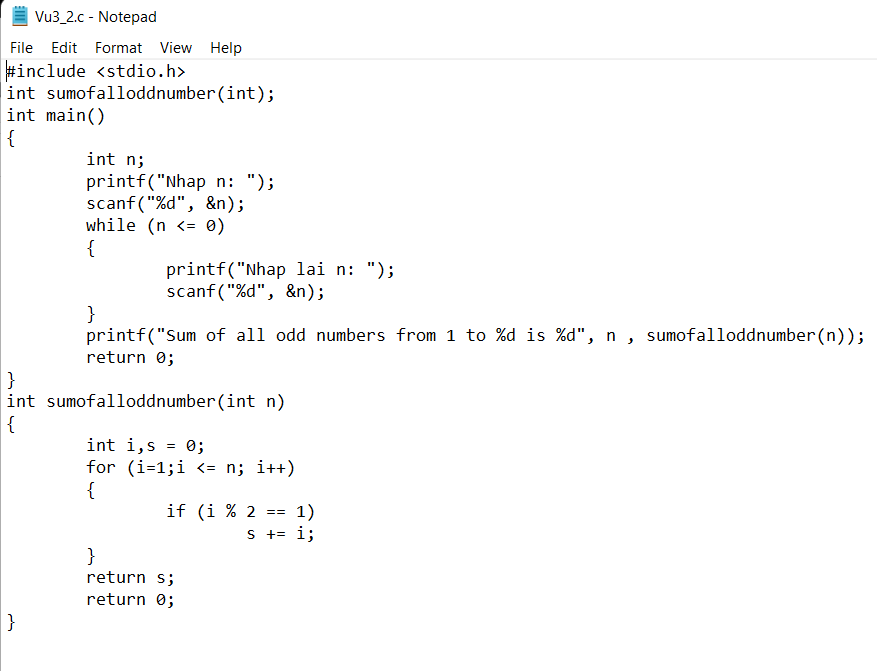 Vu3_2.c - Notepad
File Edit Format View Help
#include <stdio.h>
int sumofalloddnumber(int);
int main()
{
        int n;
        printf("Nhap n: ");
        scanf("%d", &n);
        while (n <= 0)
        {
                printf("Nhap lai n: ");
                scanf("%d", &n);
        }
        printf("Sum of all odd numbers from 1 to %d is %d", n , sumofalloddnumber(n));
        return 0;
}
int sumofalloddnumber(int n)
{
        int i,s = 0;
        for (i=1;i <= n; i++)
        {
                if (i % 2 == 1)
                        s += i;
        }
        return s;
        return 0;
}